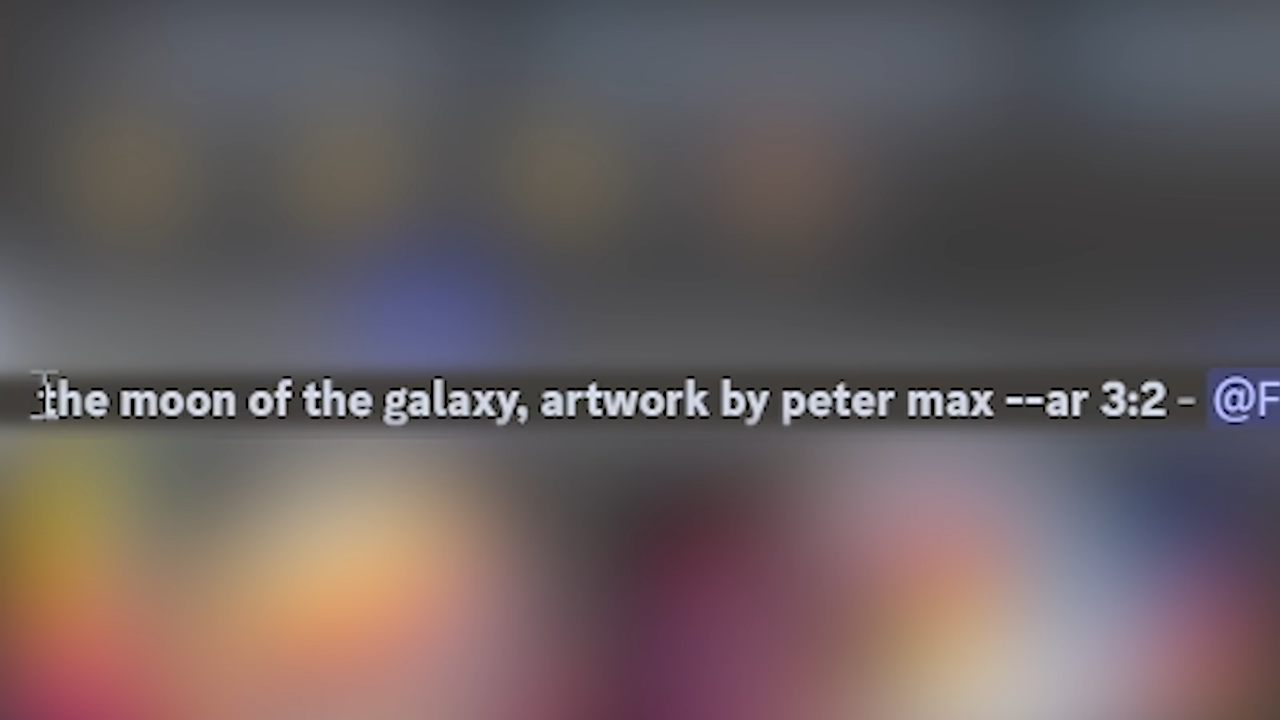 the moon of the galaxy, artwork by peter max --ar 3:2 - @F